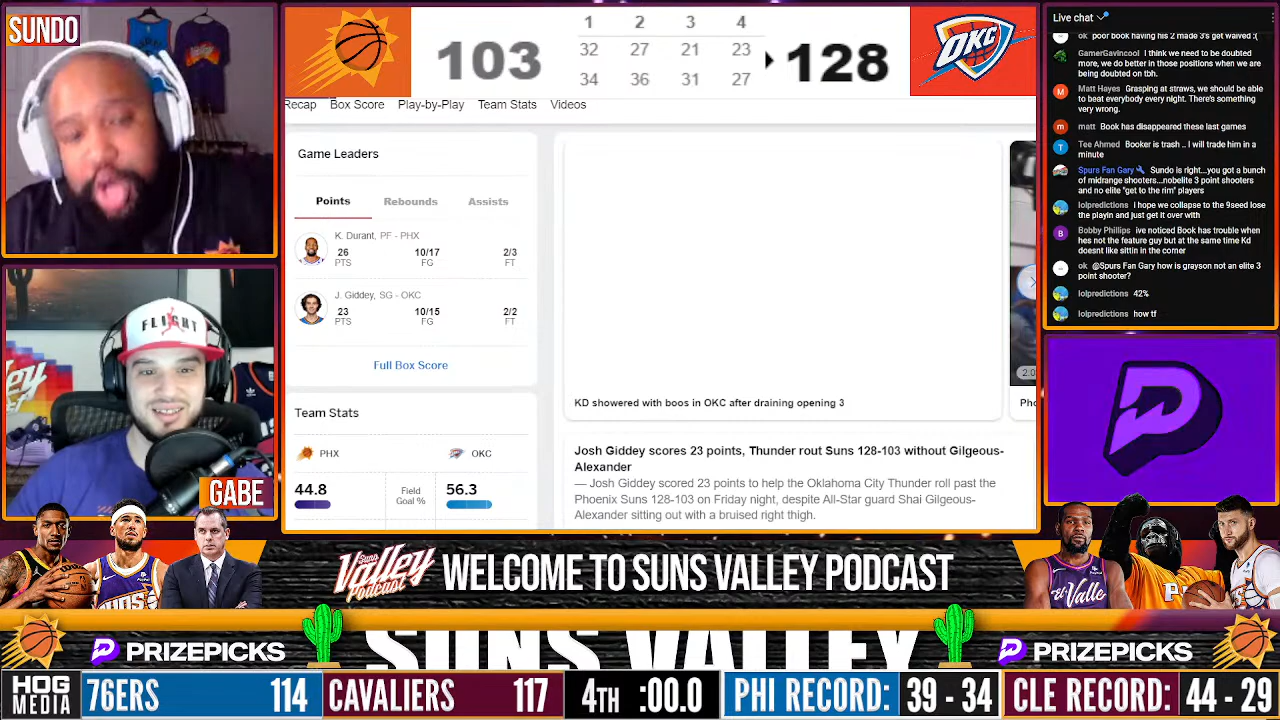 SUNDO
103
1 2 3 4
32 27 21 23
34 36 31 27
128
OKC
Recap Box Score Play-by-Play Team Stats Videos
Game Leaders
Points Rebounds Assists
K. Durant, PF - PHX
26 10/17 2/3
PTS FG FT
J. Giddey, SG - OKC
23 10/15 2/2
PTS FG FT
Full Box Score
Team Stats
PHX OKC
44.8 Field Goal % 56.3
KD showered with boos in OKC after draining opening 3
2:0
Pho
Josh Giddey scores 23 points, Thunder rout Suns 128-103 without Gilgeous-
Alexander
— Josh Giddey scored 23 points to help the Oklahoma City Thunder roll past the
Phoenix Suns 128-103 on Friday night, despite All-Star guard Shai Gilgeous-
Alexander sitting out with a bruised right thigh.
Live chat
ok poor book having his 2 made 3's get waived :(
GamerGavincool I think we need to be doubted
more, we do better in those positions when we are
being doubted on tbh.
Matt Hayes Grasping at straws, we should be able
to beat everybody every night. There's something
very wrong.
matt Book has disappeared these last games
Tee Ahmed Booker is trash .. I will trade him in a
minute
Spurs Fan Gary Sundo is right...you got a bunch
of midrange shooters...nobelite 3 point shooters
and no elite "get to the rim" players
lolpredictions I hope we collapse to the 9seed lose
the playin and just get it over with
Bobby Phillips ive noticed Book has trouble when
hes not the feature guy but at the same time Kd
doesnt like sittin in the corner
ok @Spurs Fan Gary how is grayson not an elite 3
point shooter?
lolpredictions 42%
lolpredictions how tf
FLIGHT
GABE
Suns Valley Podcast
WELCOME TO SUNS VALLEY PODCAST
SUNS
El Valle
PRIZEPICKS
SUNS VALLEY
PRIZEPICKS
HOG MEDIA
76ERS 114 CAVALIERS 117 4TH :00.0 PHI RECORD: 39 - 34 CLE RECORD: 44 - 29